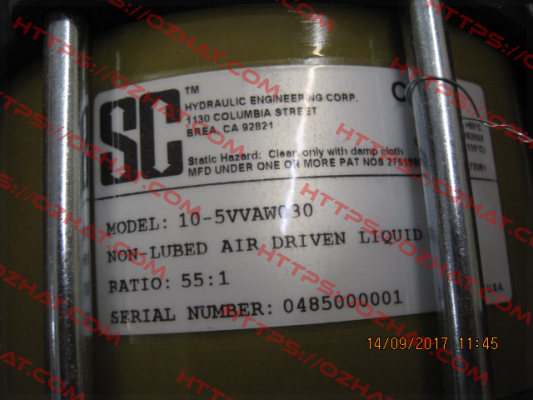 SC™
HYDRAULIC ENGINEERING CORP.
1130 COLUMBIA STREET
BREA, CA 92821
Static Hazard: Clean only with damp cloth
MFD UNDER ONE OR MORE PAT NOS
MODEL: 10-5VVAW030
NON-LUBED AIR DRIVEN LIQUID
RATIO: 55:1
SERIAL NUMBER: 0485000001
14/09/2017 11:45
HTTPS://OZHAT.COM